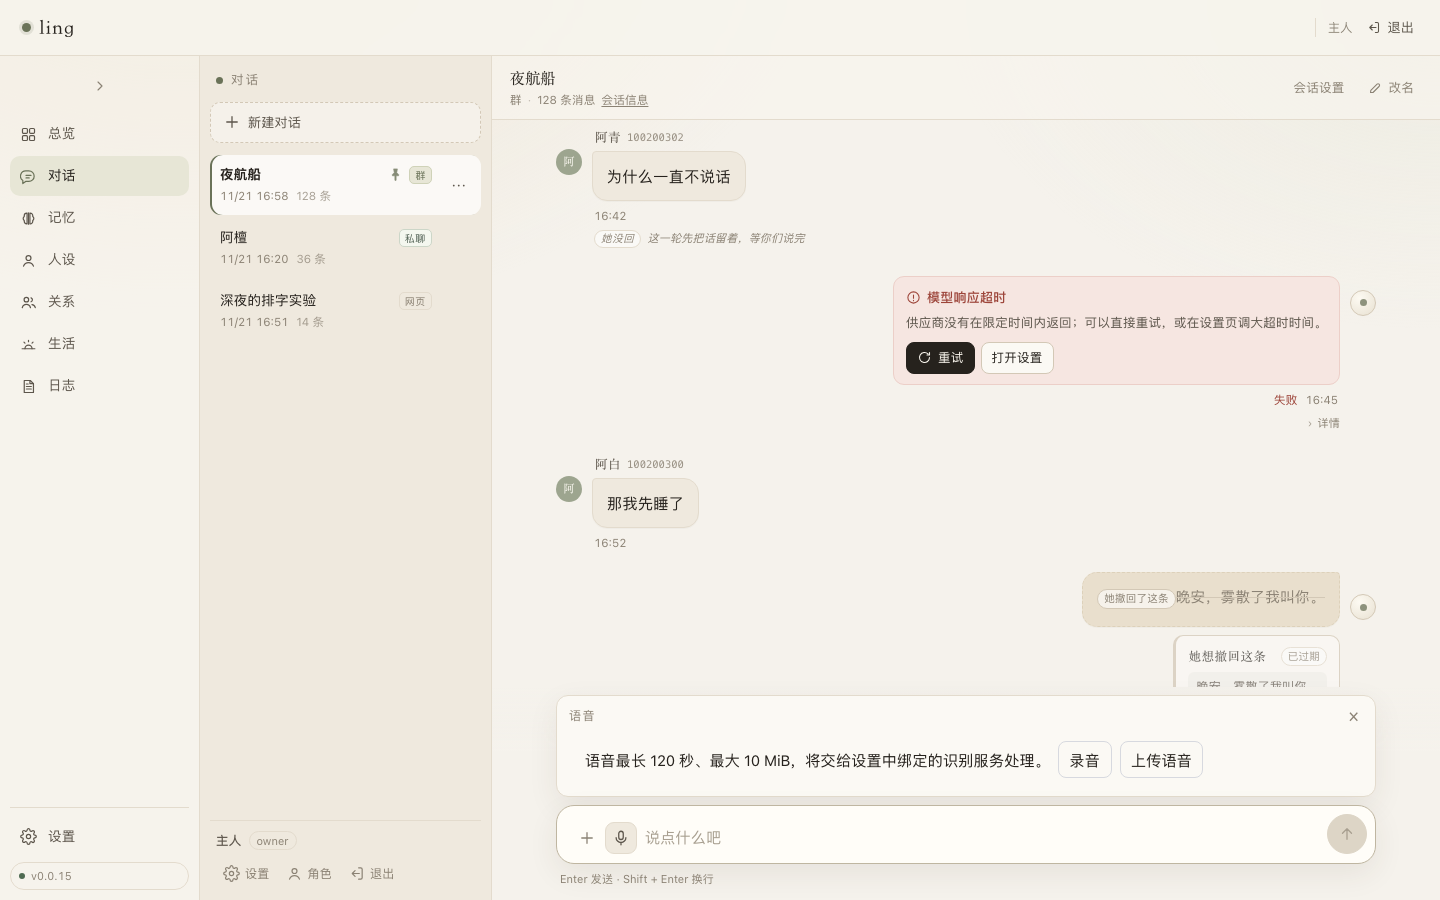 ling
主人 退出
总览
对话
记忆
人设
关系
生活
日志
设置
v0.0.15
对话
新建对话
夜航船 群
11/21 16:58 128 条
...
阿檀 私聊
11/21 16:20 36 条
深夜的排字实验 网页
11/21 16:51 14 条
主人 owner
设置 角色 退出
夜航船
群 · 128 条消息 会话信息
会话设置 改名
阿青 100200302
阿
为什么一直不说话
16:42
她没回 这一轮先把话留着，等你们说完
模型响应超时
供应商没有在限定时间内返回；可以直接重试，或在设置页调大超时时间。
重试 打开设置
失败 16:45
› 详情
阿白 100200300
阿
那我先睡了
16:52
她撤回了这条 晚安，雾散了我叫你。
她想撤回这条 已过期
晚安，雾散了我叫你。
语音
语音最长 120 秒、最大 10 MiB，将交给设置中绑定的识别服务处理。 录音 上传语音
说点什么吧
Enter 发送 · Shift + Enter 换行